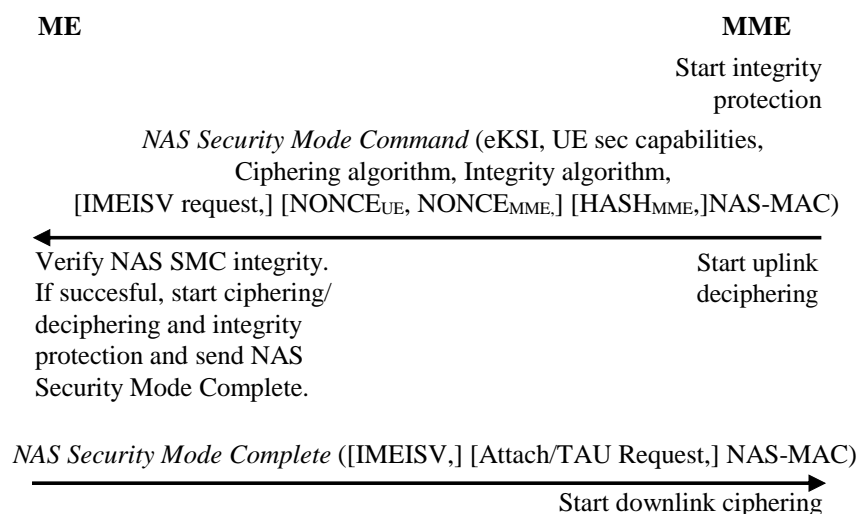 ME MME
Start integrity
protection
NAS Security Mode Command (eKSI, UE sec capabilities,
Ciphering algorithm, Integrity algorithm,
[IMEISV request,] [NONCEUE, NONCEMME,] [HASHMME,]NAS-MAC)
Verify NAS SMC integrity.
If succesful, start ciphering/
deciphering and integrity
protection and send NAS
Security Mode Complete.
Start uplink
deciphering
NAS Security Mode Complete ([IMEISV,] [Attach/TAU Request,] NAS-MAC)
Start downlink ciphering